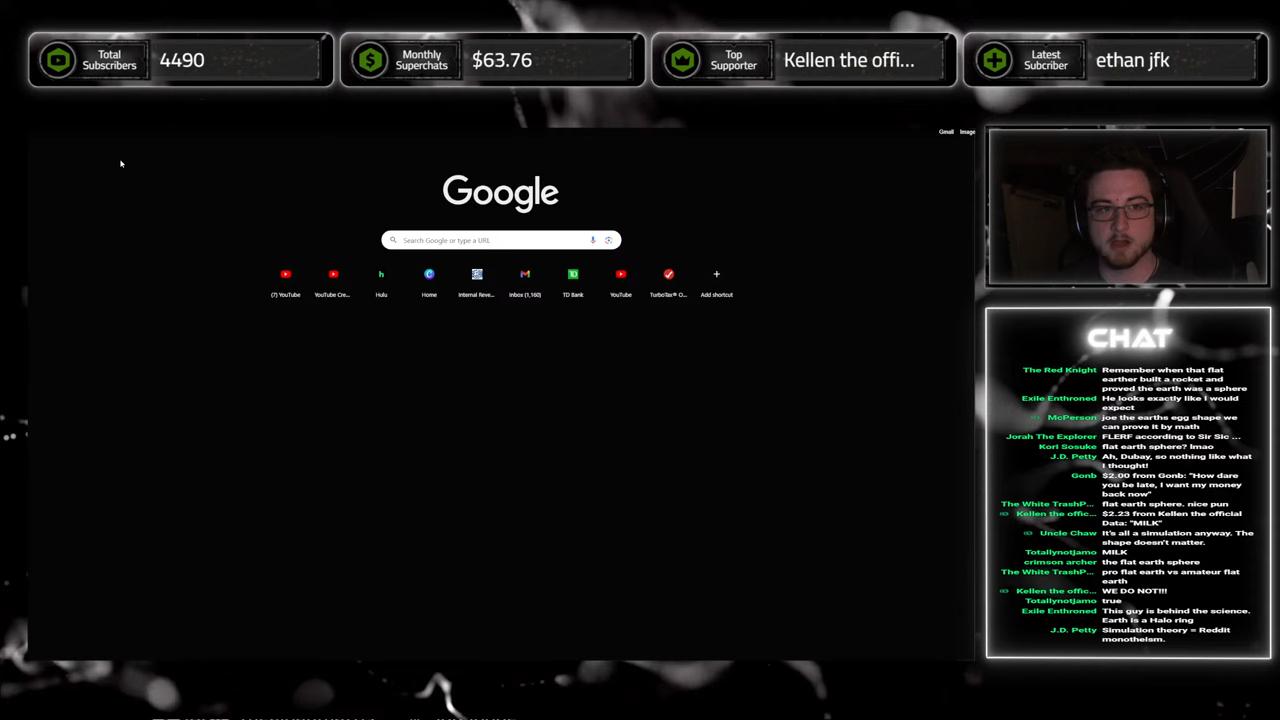 Total
Subscribers
4490
Monthly
Superchats
$63.76
Top
Supporter
Kellen the offi...
Latest
Subcriber
ethan jfk
Gmail
Image
Google
Search Google or type a URL
(7) YouTube
YouTube Cre...
Hulu
Home
Internal Reve...
Inbox (1,160)
TD Bank
YouTube
TurboTax® O...
Add shortcut
CHAT
The Red Knight Remember when that flat
earther built a rocket and
proved the earth was a sphere
Exile Enthroned He looks exactly like I would
expect
McPerson joe the earths egg shape we
can prove it by math
Jorah The Explorer FLERF according to Sir Sic ...
Kori Sosuke flat earth sphere? lmao
J.D. Petty Ah, Dubay, so nothing like what
I thought!
Gonb $2.00 from Gonb: "How dare
you be late, I want my money
back now"
The White TrashP... flat earth sphere. nice pun
Kellen the offic... $2.23 from Kellen the official
Data: "MILK"
Uncle Chaw It's all a simulation anyway. The
shape doesn't matter.
Totallynotjamo MILK
crimson archer the flat earth sphere
The White TrashP... pro flat earth vs amateur flat
earth
Kellen the offic... WE DO NOT!!!
Totallynotjamo true
Exile Enthroned This guy is behind the science.
Earth is a Halo ring
J.D. Petty Simulation theory = Reddit
monotheism.